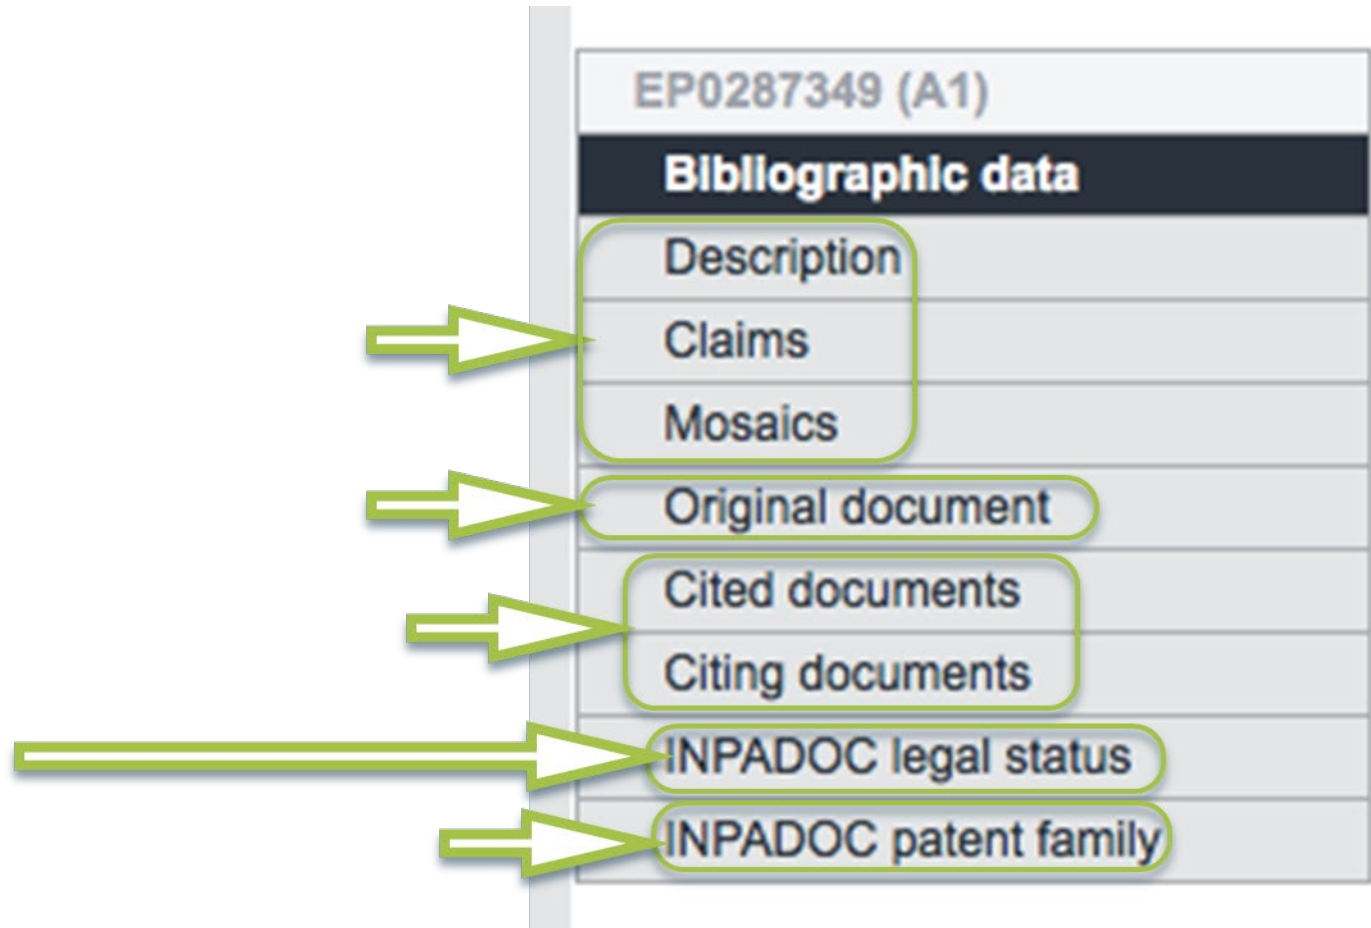 EP0287349 (A1)
Bibliographic data
Description
Claims
Mosaics
Original document
Cited documents
Citing documents
INPADOC legal status
INPADOC patent family